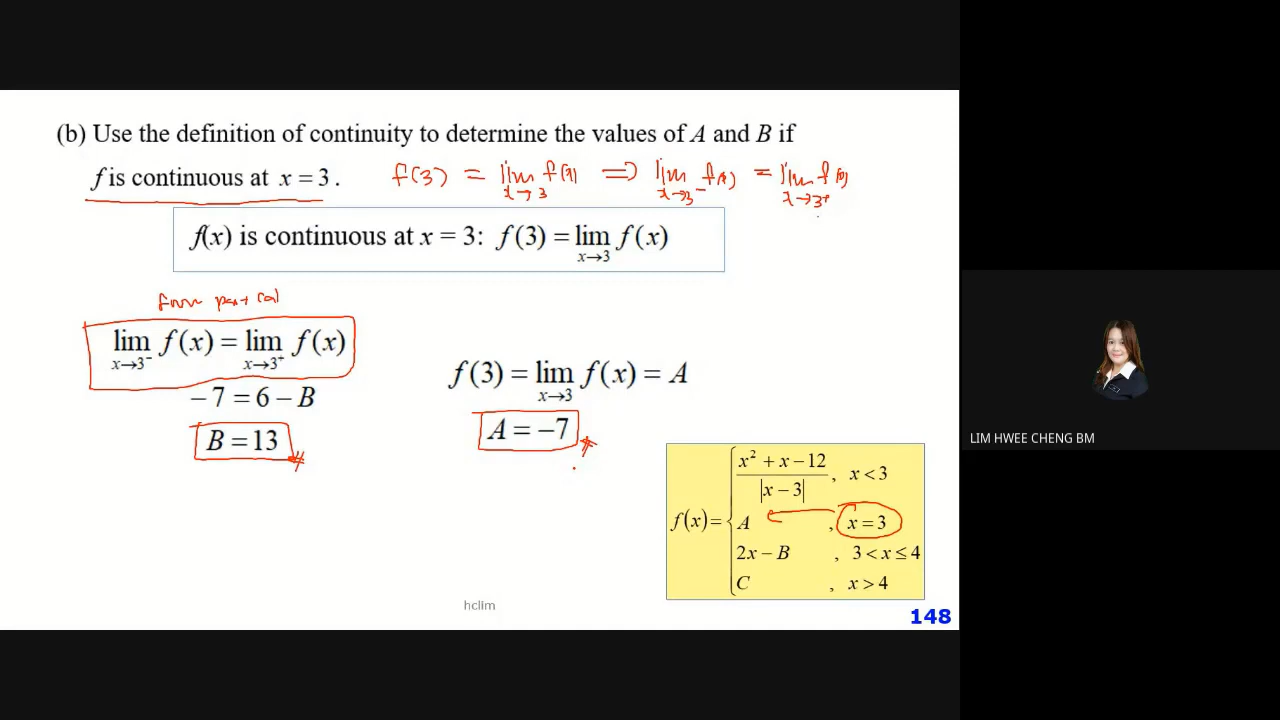 (b) Use the definition of continuity to determine the values of A and B if
f is continuous at x = 3. f(3) = lim x→3 f(x) ⇒ lim x→3⁻ f(x) = lim x→3⁺ f(x)
f(x) is continuous at x = 3: f(3) = lim x→3 f(x)
from part (a)
lim x→3⁻ f(x) = lim x→3⁺ f(x)
−7 = 6 − B
B = 13
f(3) = lim x→3 f(x) = A
A = −7
LIM HWEE CHENG BM
f(x) = { (x² + x − 12)/|x − 3| , x < 3
A , x = 3
2x − B , 3 < x ≤ 4
C , x > 4
hclim
148